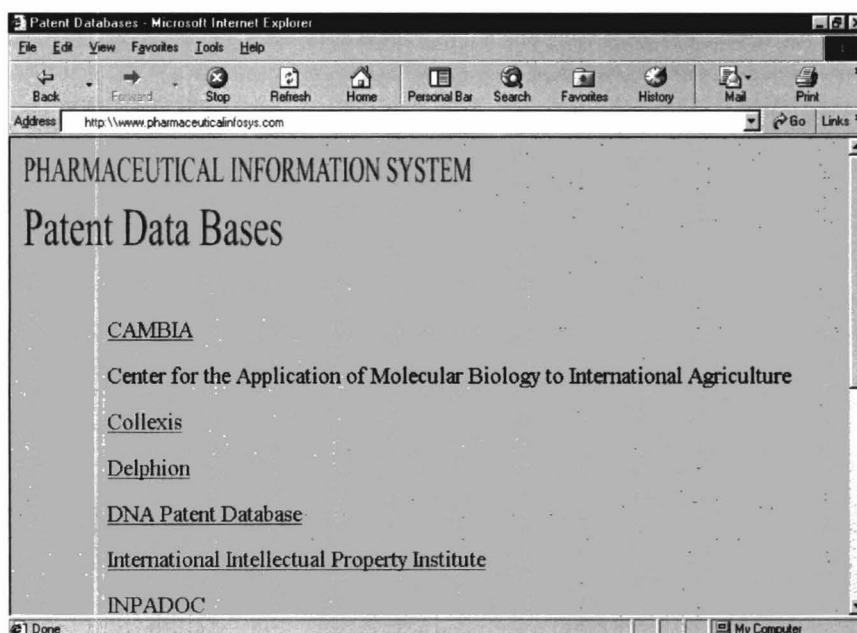 Patent Databases - Microsoft Internet Explorer
File Edit View Favorites Tools Help
Back Forward Stop Refresh Home Personal Bar Search Favorites History Mail Print
Address http:\\www.pharmaceuticalinfosys.com Go Links
PHARMACEUTICAL INFORMATION SYSTEM
Patent Data Bases
CAMBIA
Center for the Application of Molecular Biology to International Agriculture
Collexis
Delphion
DNA Patent Database
International Intellectual Property Institute
INPADOC
Done My Computer